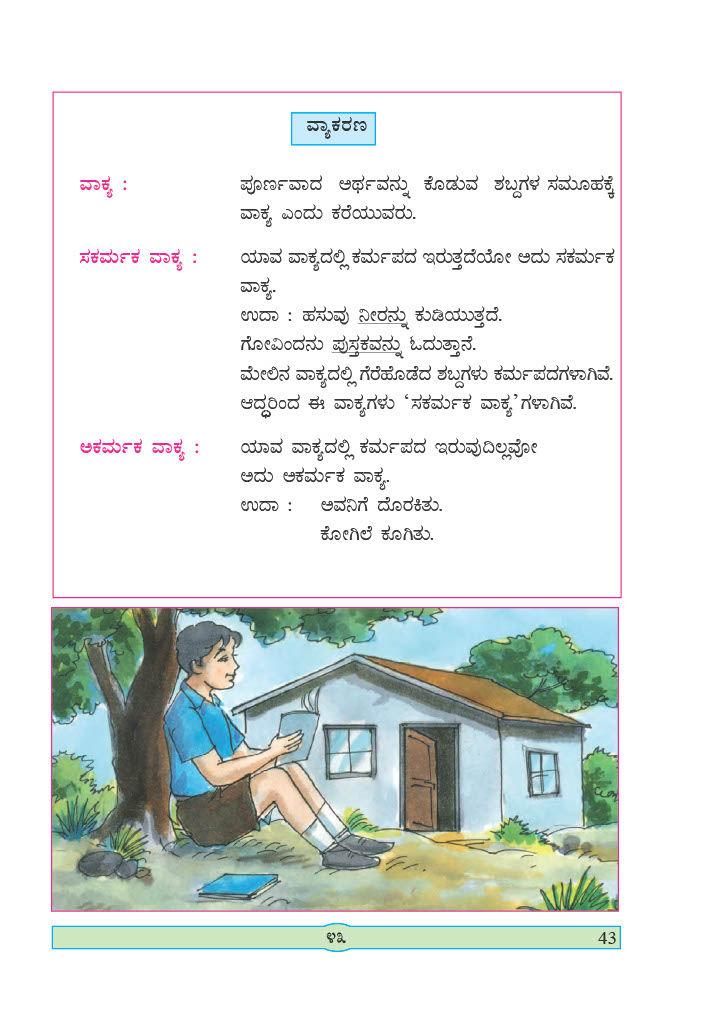 ವ್ಯಾಕರಣ
ವಾಕ್ಯ : ಪೂರ್ಣವಾದ ಅರ್ಥವನ್ನು ಕೊಡುವ ಶಬ್ದಗಳ ಸಮೂಹಕ್ಕೆ
ವಾಕ್ಯ ಎಂದು ಕರೆಯುವರು.
ಸಕರ್ಮಕ ವಾಕ್ಯ : ಯಾವ ವಾಕ್ಯದಲ್ಲಿ ಕರ್ಮಪದ ಇರುತ್ತದೆಯೋ ಅದು ಸಕರ್ಮಕ
ವಾಕ್ಯ.
ಉದಾ : ಹಸುವು ನೀರನ್ನು ಕುಡಿಯುತ್ತದೆ.
ಗೋವಿಂದನು ಪುಸ್ತಕವನ್ನು ಓದುತ್ತಾನೆ.
ಮೇಲಿನ ವಾಕ್ಯದಲ್ಲಿ ಗೆರೆಹೊಡೆದ ಶಬ್ದಗಳು ಕರ್ಮಪದಗಳಾಗಿವೆ.
ಆದ್ಧರಿಂದ ಈ ವಾಕ್ಯಗಳು ‘ಸಕರ್ಮಕ ವಾಕ್ಯ’ಗಳಾಗಿವೆ.
ಅಕರ್ಮಕ ವಾಕ್ಯ : ಯಾವ ವಾಕ್ಯದಲ್ಲಿ ಕರ್ಮಪದ ಇರುವುದಿಲ್ಲವೋ
ಅದು ಅಕರ್ಮಕ ವಾಕ್ಯ.
ಉದಾ : ಅವನಿಗೆ ದೊರಕಿತು.
ಕೋಗಿಲೆ ಕೂಗಿತು.
೪೩ 43